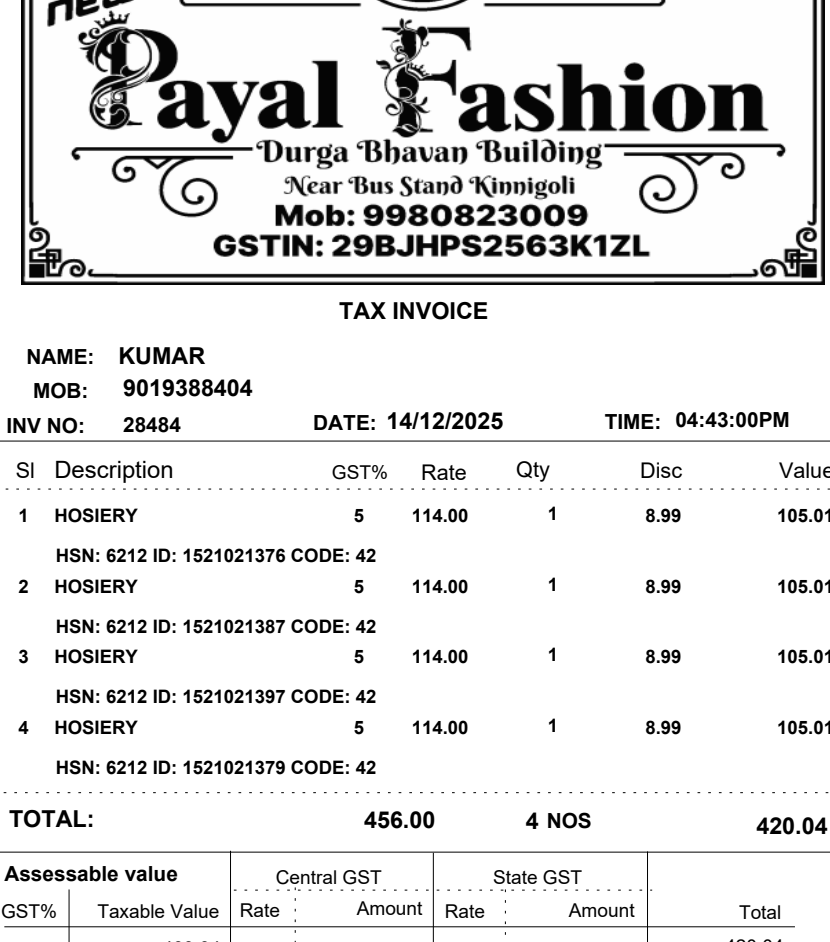 Payal Fashion
Durga Bhavan Building
Near Bus Stand Kinnigoli
Mob: 9980823009
GSTIN: 29BJHPS2563K1ZL
TAX INVOICE
NAME: KUMAR
MOB: 9019388404
INV NO: 28484 DATE: 14/12/2025 TIME: 04:43:00PM
Sl Description GST% Rate Qty Disc Value
1 HOSIERY 5 114.00 1 8.99 105.01
HSN: 6212 ID: 1521021376 CODE: 42
2 HOSIERY 5 114.00 1 8.99 105.01
HSN: 6212 ID: 1521021387 CODE: 42
3 HOSIERY 5 114.00 1 8.99 105.01
HSN: 6212 ID: 1521021397 CODE: 42
4 HOSIERY 5 114.00 1 8.99 105.01
HSN: 6212 ID: 1521021379 CODE: 42
TOTAL: 456.00 4 NOS 420.04
Assessable value Central GST State GST
GST% Taxable Value Rate Amount Rate Amount Total